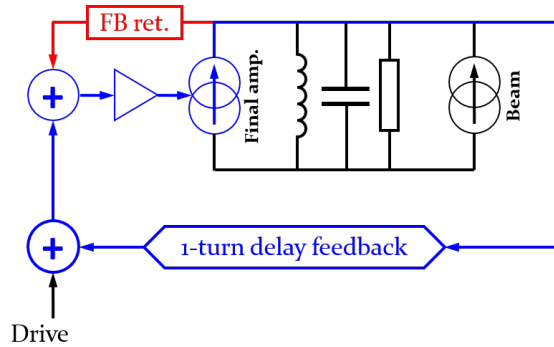 FB ret.
+
Final amp.
Beam
+
1-turn delay feedback
Drive